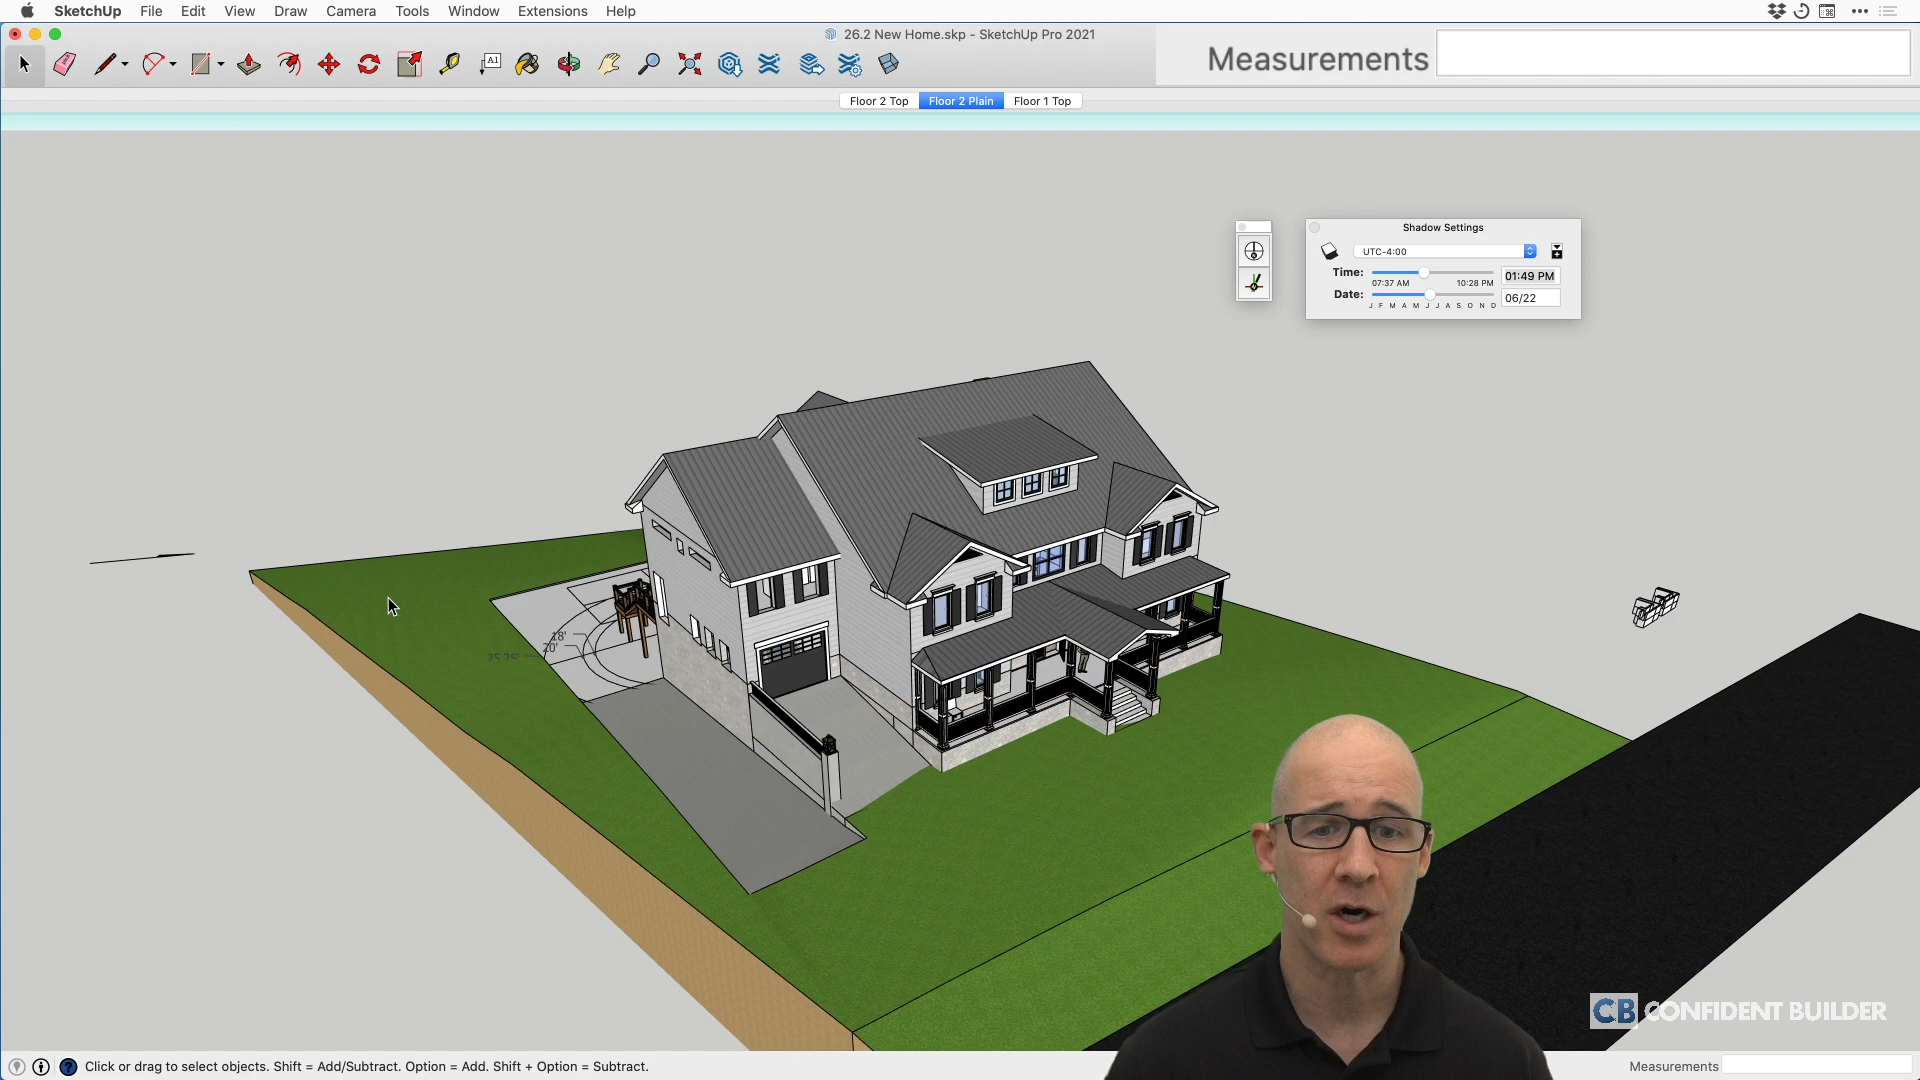 SketchUp File Edit View Draw Camera Tools Window Extensions Help
26.2 New Home.skp - SketchUp Pro 2021
A1
Measurements
Floor 2 Top Floor 2 Plain Floor 1 Top
Shadow Settings
UTC-4:00
Time: 01:49 PM
07:37 AM 10:28 PM
Date: 06/22
J F M A M J J A S O N D
18'
20'
25.25'
CB CONFIDENT BUILDER
Click or drag to select objects. Shift = Add/Subtract. Option = Add. Shift + Option = Subtract.
Measurements